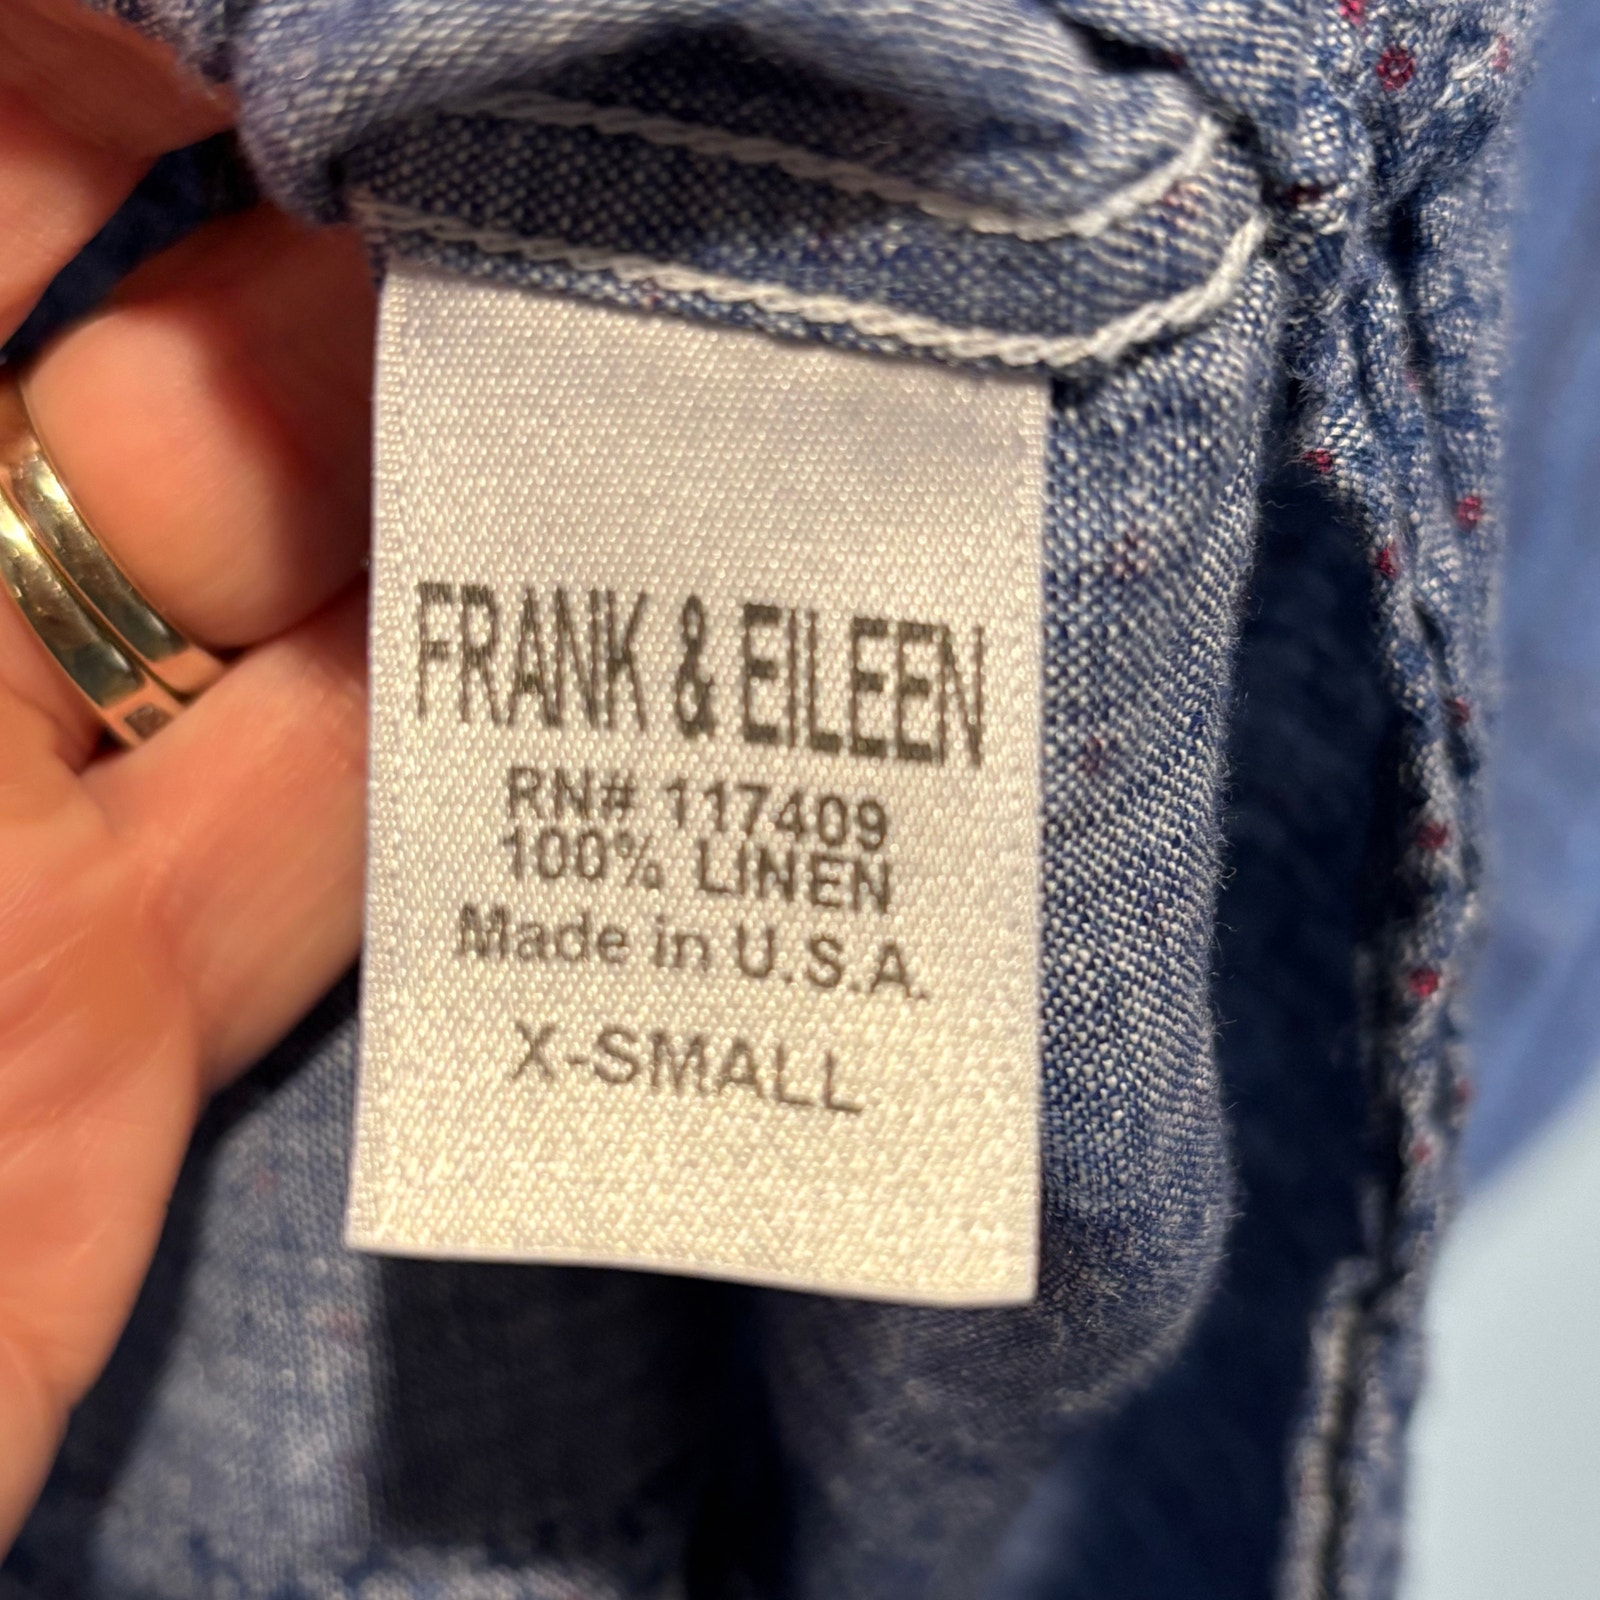 FRANK & EILEEN
RN# 117409
100% LINEN
Made in U.S.A.
X-SMALL